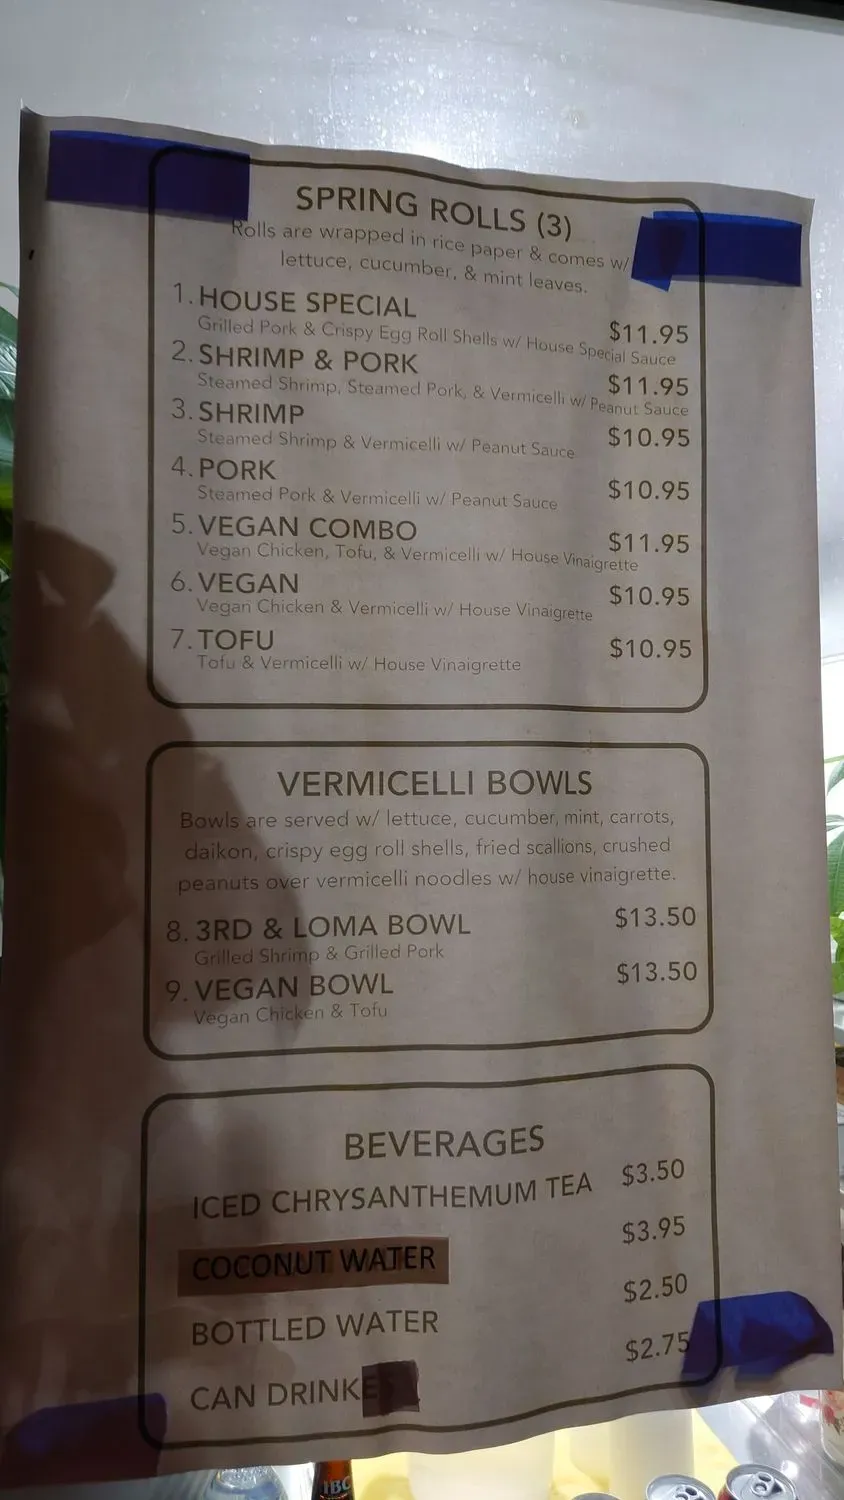 SPRING ROLLS (3)
Rolls are wrapped in rice paper & comes w/
lettuce, cucumber, & mint leaves.
1. HOUSE SPECIAL $11.95
Grilled Pork & Crispy Egg Roll Shells w/ House Special Sauce
2. SHRIMP & PORK $11.95
Steamed Shrimp, Steamed Pork, & Vermicelli w/ Peanut Sauce
3. SHRIMP $10.95
Steamed Shrimp & Vermicelli w/ Peanut Sauce
4. PORK $10.95
Steamed Pork & Vermicelli w/ Peanut Sauce
5. VEGAN COMBO $11.95
Vegan Chicken, Tofu, & Vermicelli w/ House Vinaigrette
6. VEGAN $10.95
Vegan Chicken & Vermicelli w/ House Vinaigrette
7. TOFU $10.95
Tofu & Vermicelli w/ House Vinaigrette
VERMICELLI BOWLS
Bowls are served w/ lettuce, cucumber, mint, carrots,
daikon, crispy egg roll shells, fried scallions, crushed
peanuts over vermicelli noodles w/ house vinaigrette.
8. 3RD & LOMA BOWL $13.50
Grilled Shrimp & Grilled Pork
9. VEGAN BOWL $13.50
Vegan Chicken & Tofu
BEVERAGES
ICED CHRYSANTHEMUM TEA $3.50
COCONUT WATER $3.95
BOTTLED WATER $2.50
CAN DRINK $2.75
IBC